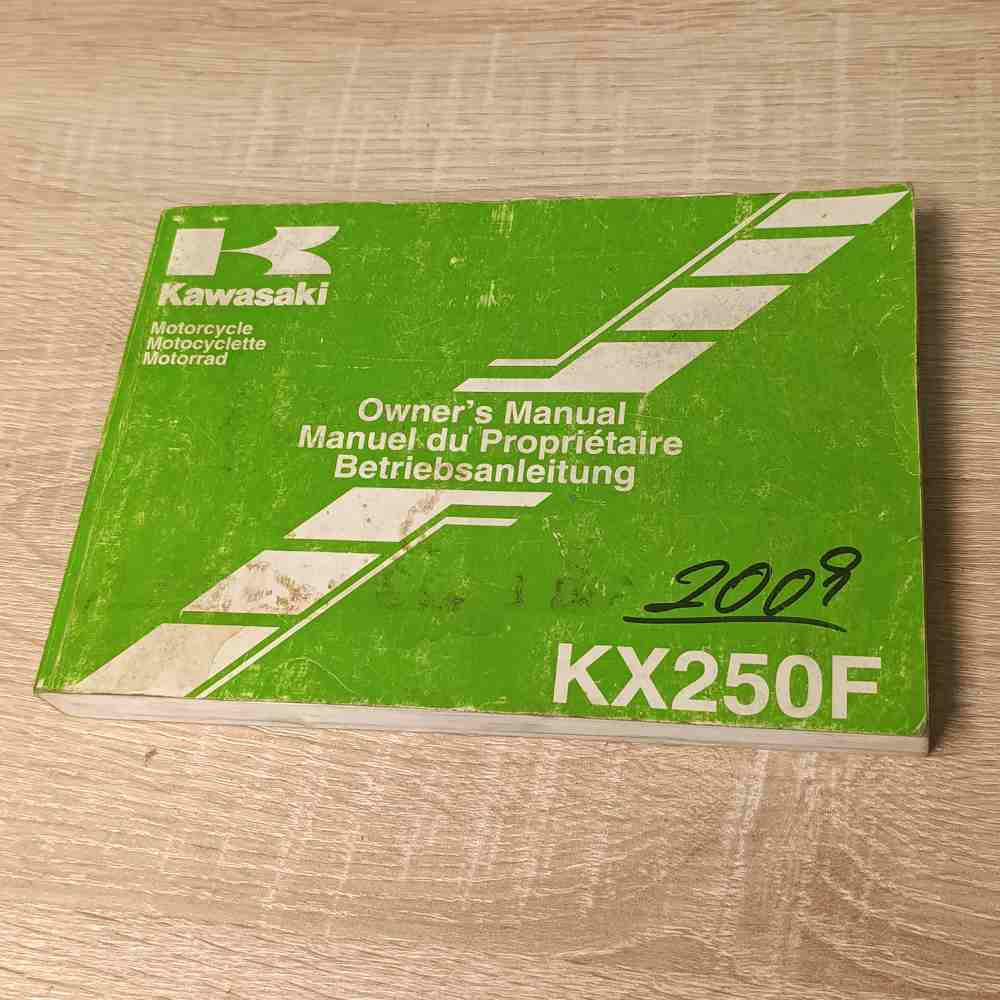 Kawasaki
Motorcycle
Motocyclette
Motorrad
Owner's Manual
Manuel du Propriétaire
Betriebsanleitung
2009
KX250F